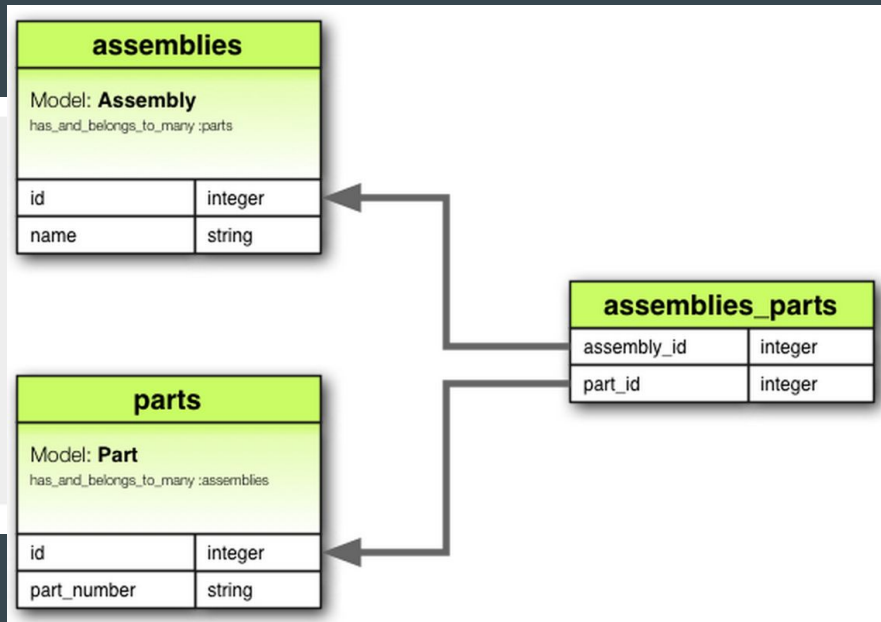 assemblies
Model: Assembly
has_and_belongs_to_many :parts
id integer
name string
assemblies_parts
assembly_id integer
part_id integer
parts
Model: Part
has_and_belongs_to_many :assemblies
id integer
part_number string